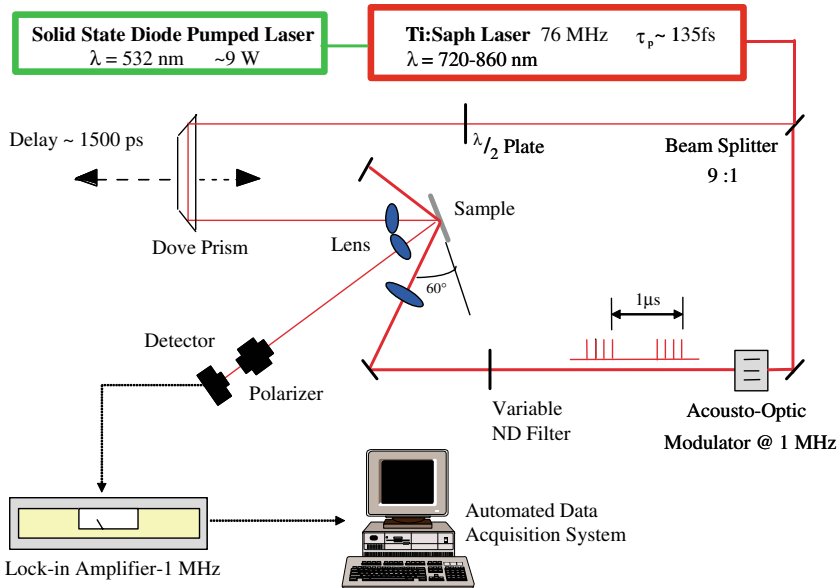 Solid State Diode Pumped Laser
λ = 532 nm ~9 W
Ti:Saph Laser 76 MHz τp~ 135fs
λ = 720-860 nm
Delay ~ 1500 ps
λ/2 Plate
Beam Splitter
9 :1
Dove Prism
Lens
Sample
60°
1μs
Detector
Polarizer
Variable
ND Filter
Acousto-Optic
Modulator @ 1 MHz
Automated Data
Acquisition System
Lock-in Amplifier-1 MHz